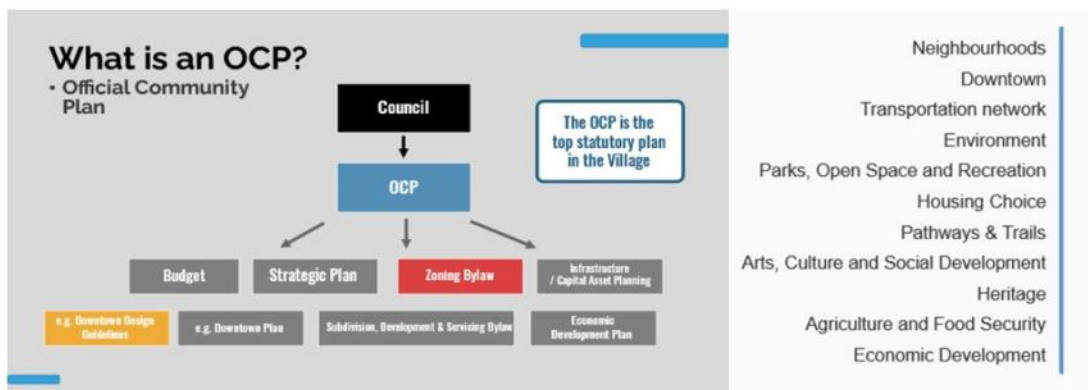 What is an OCP?
• Official Community
Plan
Council
The OCP is the
top statutory plan
in the Village
OCP
Budget
Strategic Plan
Zoning Bylaw
Infrastructure
/ Capital Asset Planning
e.g. Downtown Design
Guidelines
e.g. Downtown Plan
Subdivision, Development & Servising Bylaw
Economic
Development Plan
Neighbourhoods
Downtown
Transportation network
Environment
Parks, Open Space and Recreation
Housing Choice
Pathways & Trails
Arts, Culture and Social Development
Heritage
Agriculture and Food Security
Economic Development